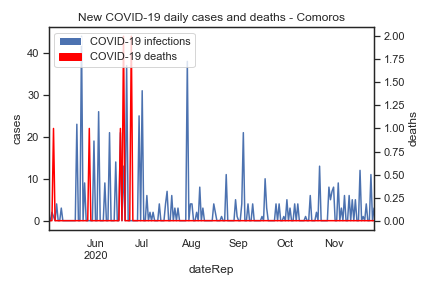 New COVID-19 daily cases and deaths - Comoros
COVID-19 infections
COVID-19 deaths
cases
40
30
20
10
0
deaths
2.00
1.75
1.50
1.25
1.00
0.75
0.50
0.25
0.00
Jun
2020
Jul
Aug
Sep
Oct
Nov
dateRep